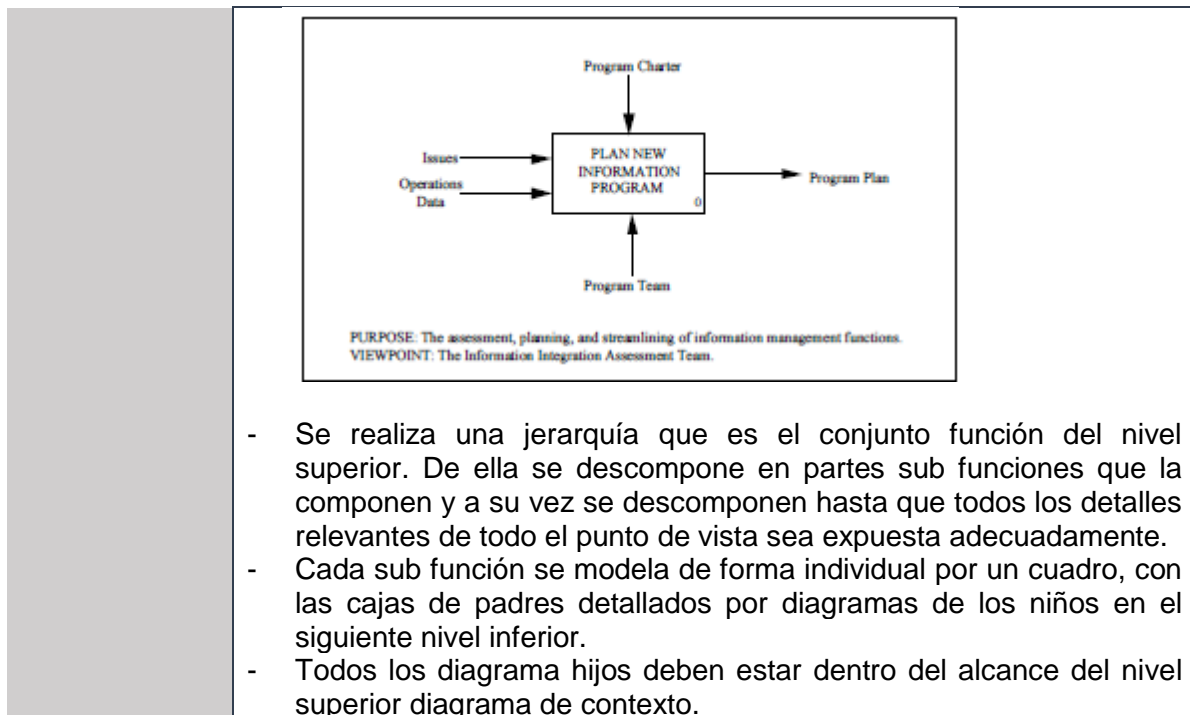 Program Charter
Issues
Operations
Data
PLAN NEW
INFORMATION
PROGRAM
0
Program Plan
Program Team
PURPOSE: The assessment, planning, and streamlining of information management functions.
VIEWPOINT: The Information Integration Assessment Team.
- Se realiza una jerarquía que es el conjunto función del nivel
superior. De ella se descompone en partes sub funciones que la
componen y a su vez se descomponen hasta que todos los detalles
relevantes de todo el punto de vista sea expuesta adecuadamente.
- Cada sub función se modela de forma individual por un cuadro, con
las cajas de padres detallados por diagramas de los niños en el
siguiente nivel inferior.
- Todos los diagrama hijos deben estar dentro del alcance del nivel
superior diagrama de contexto.